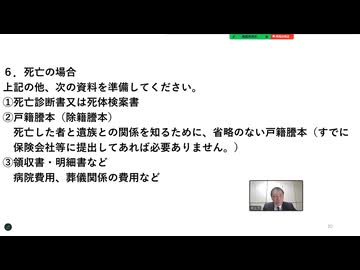 ６．死亡の場合
上記の他、次の資料を準備してください。
①死亡診断書又は死体検案書
②戸籍謄本（除籍謄本）
死亡した者と遺族との関係を知るために、省略のない戸籍謄本（すでに
保険会社等に提出してあれば必要ありません。）
③領収書・明細書など
病院費用、葬儀関係の費用など